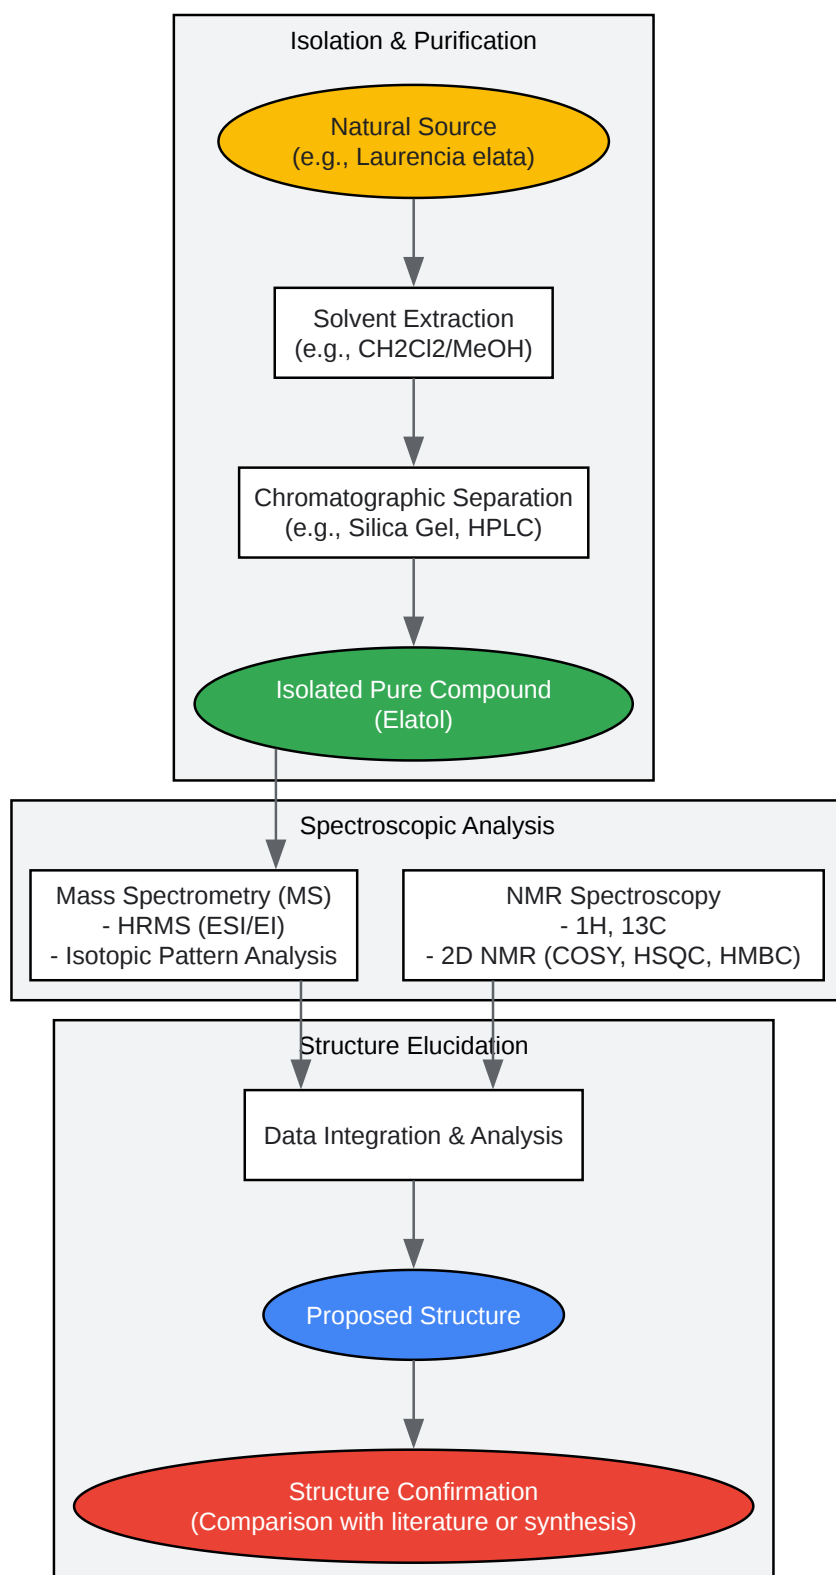 Isolation & Purification
Natural Source
(e.g., Laurencia elata)
Solvent Extraction
(e.g., CH2Cl2/MeOH)
Chromatographic Separation
(e.g., Silica Gel, HPLC)
Isolated Pure Compound
(Elatol)
Spectroscopic Analysis
Mass Spectrometry (MS)
- HRMS (ESI/EI)
- Isotopic Pattern Analysis
NMR Spectroscopy
- 1H, 13C
- 2D NMR (COSY, HSQC, HMBC)
Structure Elucidation
Data Integration & Analysis
Proposed Structure
Structure Confirmation
(Comparison with literature or synthesis)